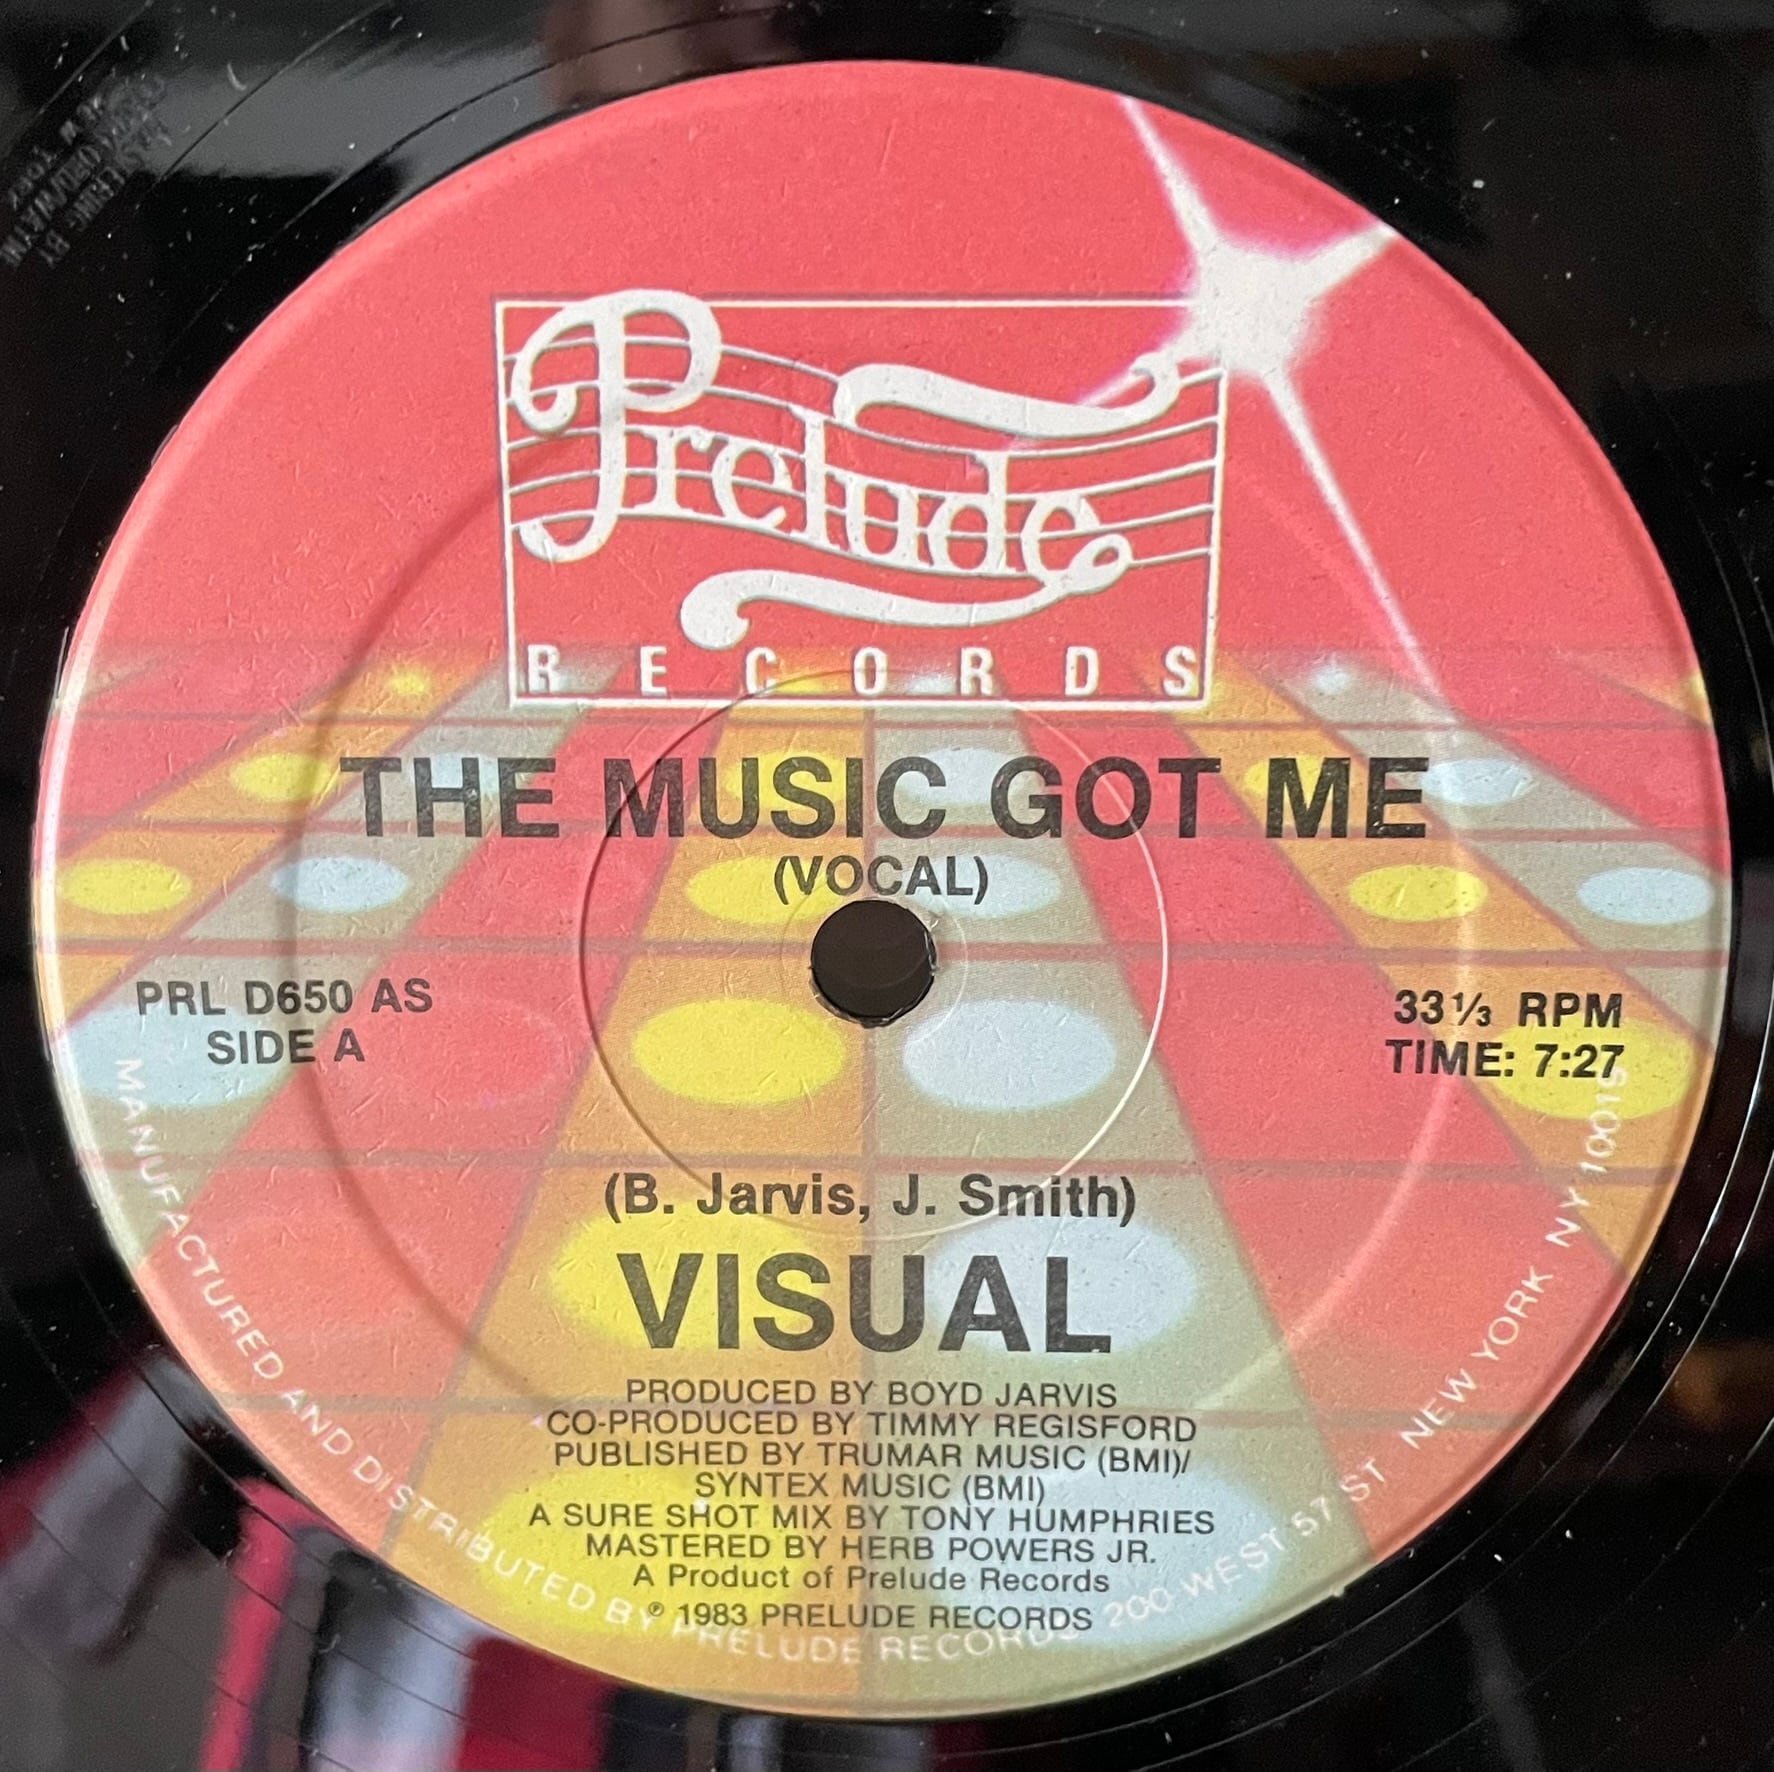 Prelude
RECORDS
THE MUSIC GOT ME
(VOCAL)
PRL D650 AS
SIDE A
33⅓ RPM
TIME: 7:27
(B. Jarvis, J. Smith)
VISUAL
PRODUCED BY BOYD JARVIS
CO-PRODUCED BY TIMMY REGISFORD
PUBLISHED BY TRUMAR MUSIC (BMI)/
SYNTEX MUSIC (BMI)
A SURE SHOT MIX BY TONY HUMPHRIES
MASTERED BY HERB POWERS JR.
A Product of Prelude Records
℗ 1983 PRELUDE RECORDS
MANUFACTURED AND DISTRIBUTED BY PRELUDE RECORDS 200 WEST 57 ST NEW YORK NY 10019